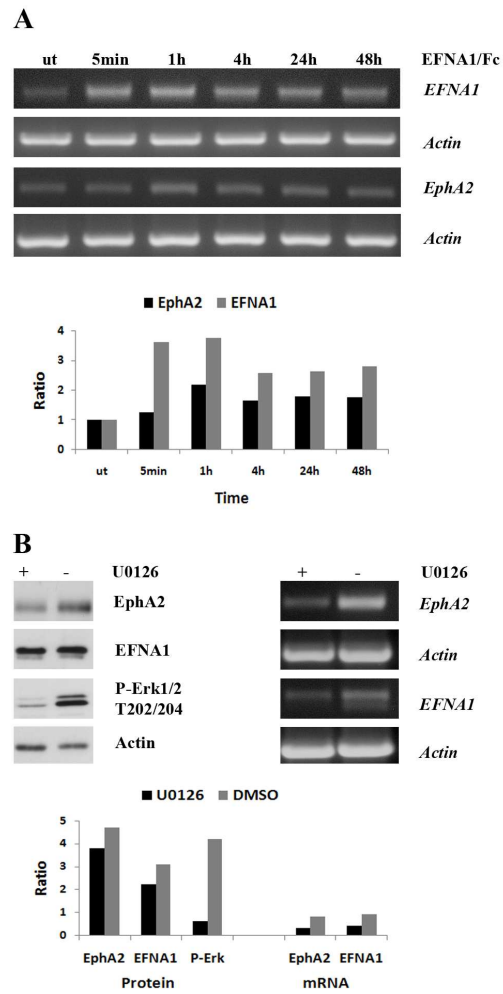 A
ut 5min 1h 4h 24h 48h EFNA1/Fc
EFNA1
Actin
EphA2
Actin
EphA2 EFNA1
4
3
2
1
0
Ratio
ut 5min 1h 4h 24h 48h
Time
B
+ - U0126
EphA2
EFNA1
P-Erk1/2
T202/204
Actin
+ - U0126
EphA2
Actin
EFNA1
Actin
U0126 DMSO
5
4
3
2
1
0
Ratio
EphA2 EFNA1 P-Erk EphA2 EFNA1
Protein mRNA